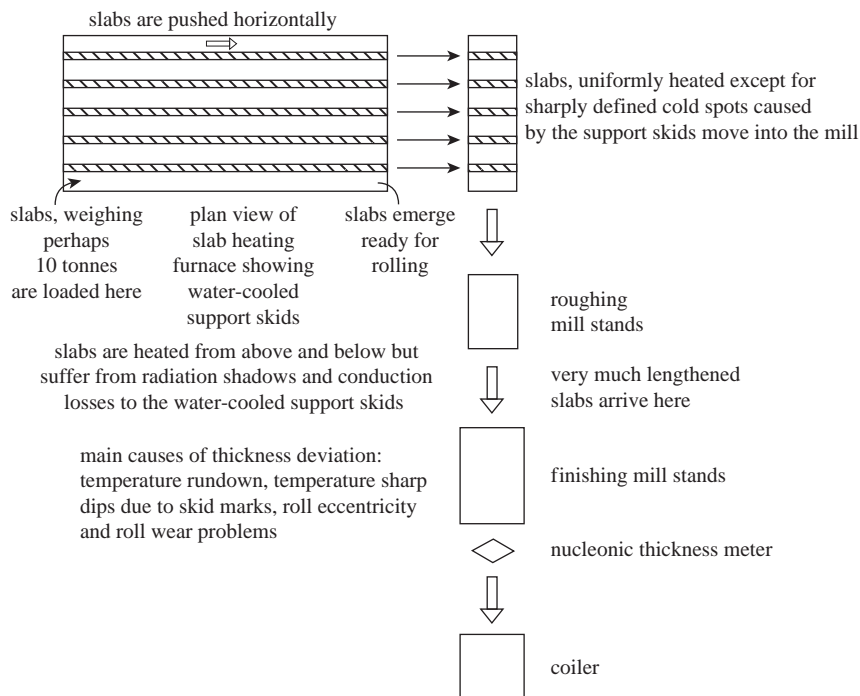 slabs are pushed horizontally
slabs, uniformly heated except for
sharply defined cold spots caused
by the support skids move into the mill
slabs, weighing
perhaps
10 tonnes
are loaded here
plan view of
slab heating
furnace showing
water-cooled
support skids
slabs emerge
ready for
rolling
roughing
mill stands
slabs are heated from above and below but
suffer from radiation shadows and conduction
losses to the water-cooled support skids
very much lengthened
slabs arrive here
main causes of thickness deviation:
temperature rundown, temperature sharp
dips due to skid marks, roll eccentricity
and roll wear problems
finishing mill stands
nucleonic thickness meter
coiler